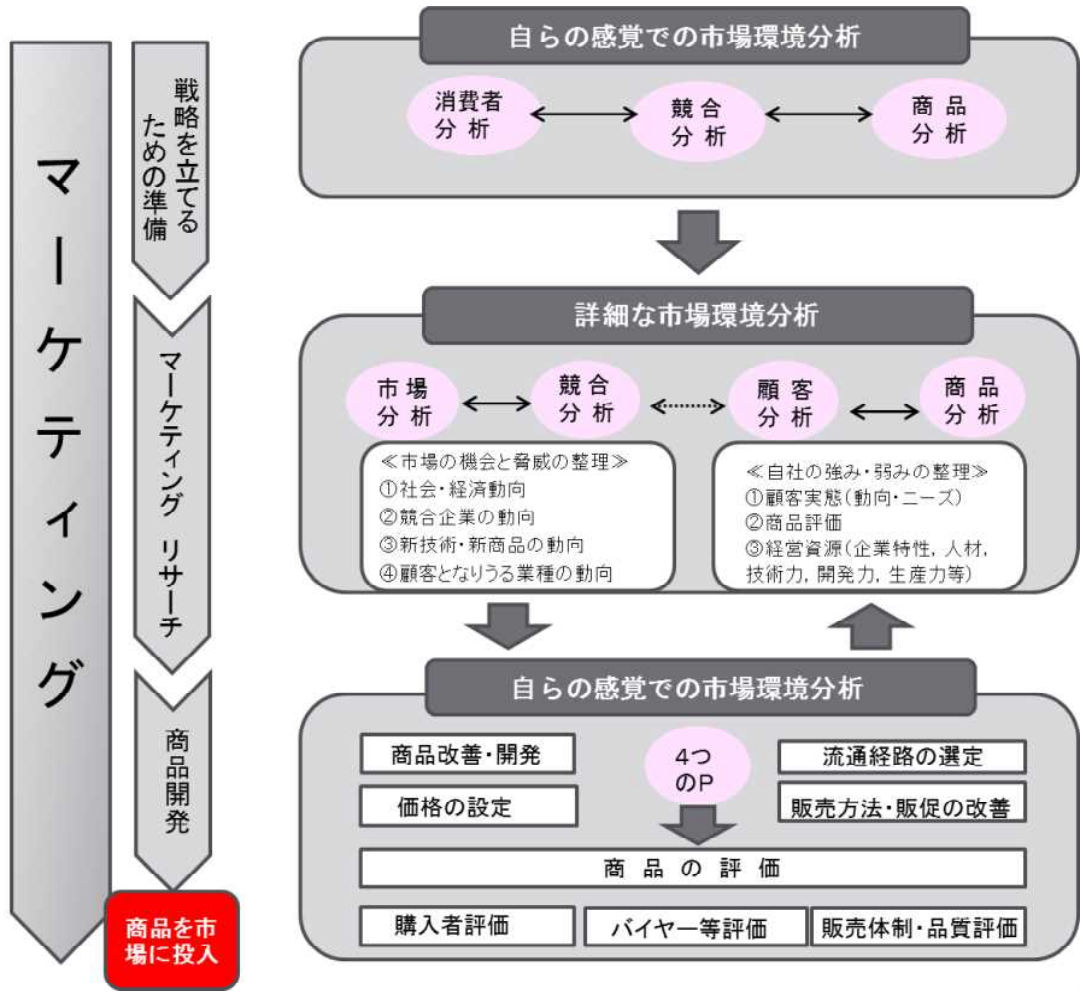 マーケティング
戦略を立てる
ための準備
マーケティング リサーチ
商品開発
商品を市
場に投入
自らの感覚での市場環境分析
消費者
分 析
競 合
分 析
商 品
分 析
詳細な市場環境分析
市 場
分 析
競 合
分 析
顧 客
分 析
商 品
分 析
≪市場の機会と脅威の整理≫
①社会・経済動向
②競合企業の動向
③新技術・新商品の動向
④顧客となりうる業種の動向
≪自社の強み・弱みの整理≫
①顧客実態(動向・ニーズ)
②商品評価
③経営資源(企業特性, 人材,
技術力, 開発力, 生産力等)
自らの感覚での市場環境分析
商品改善・開発
価格の設定
4つ
のP
流通経路の選定
販売方法・販促の改善
商 品 の 評 価
購入者評価
バイヤー等評価
販売体制・品質評価